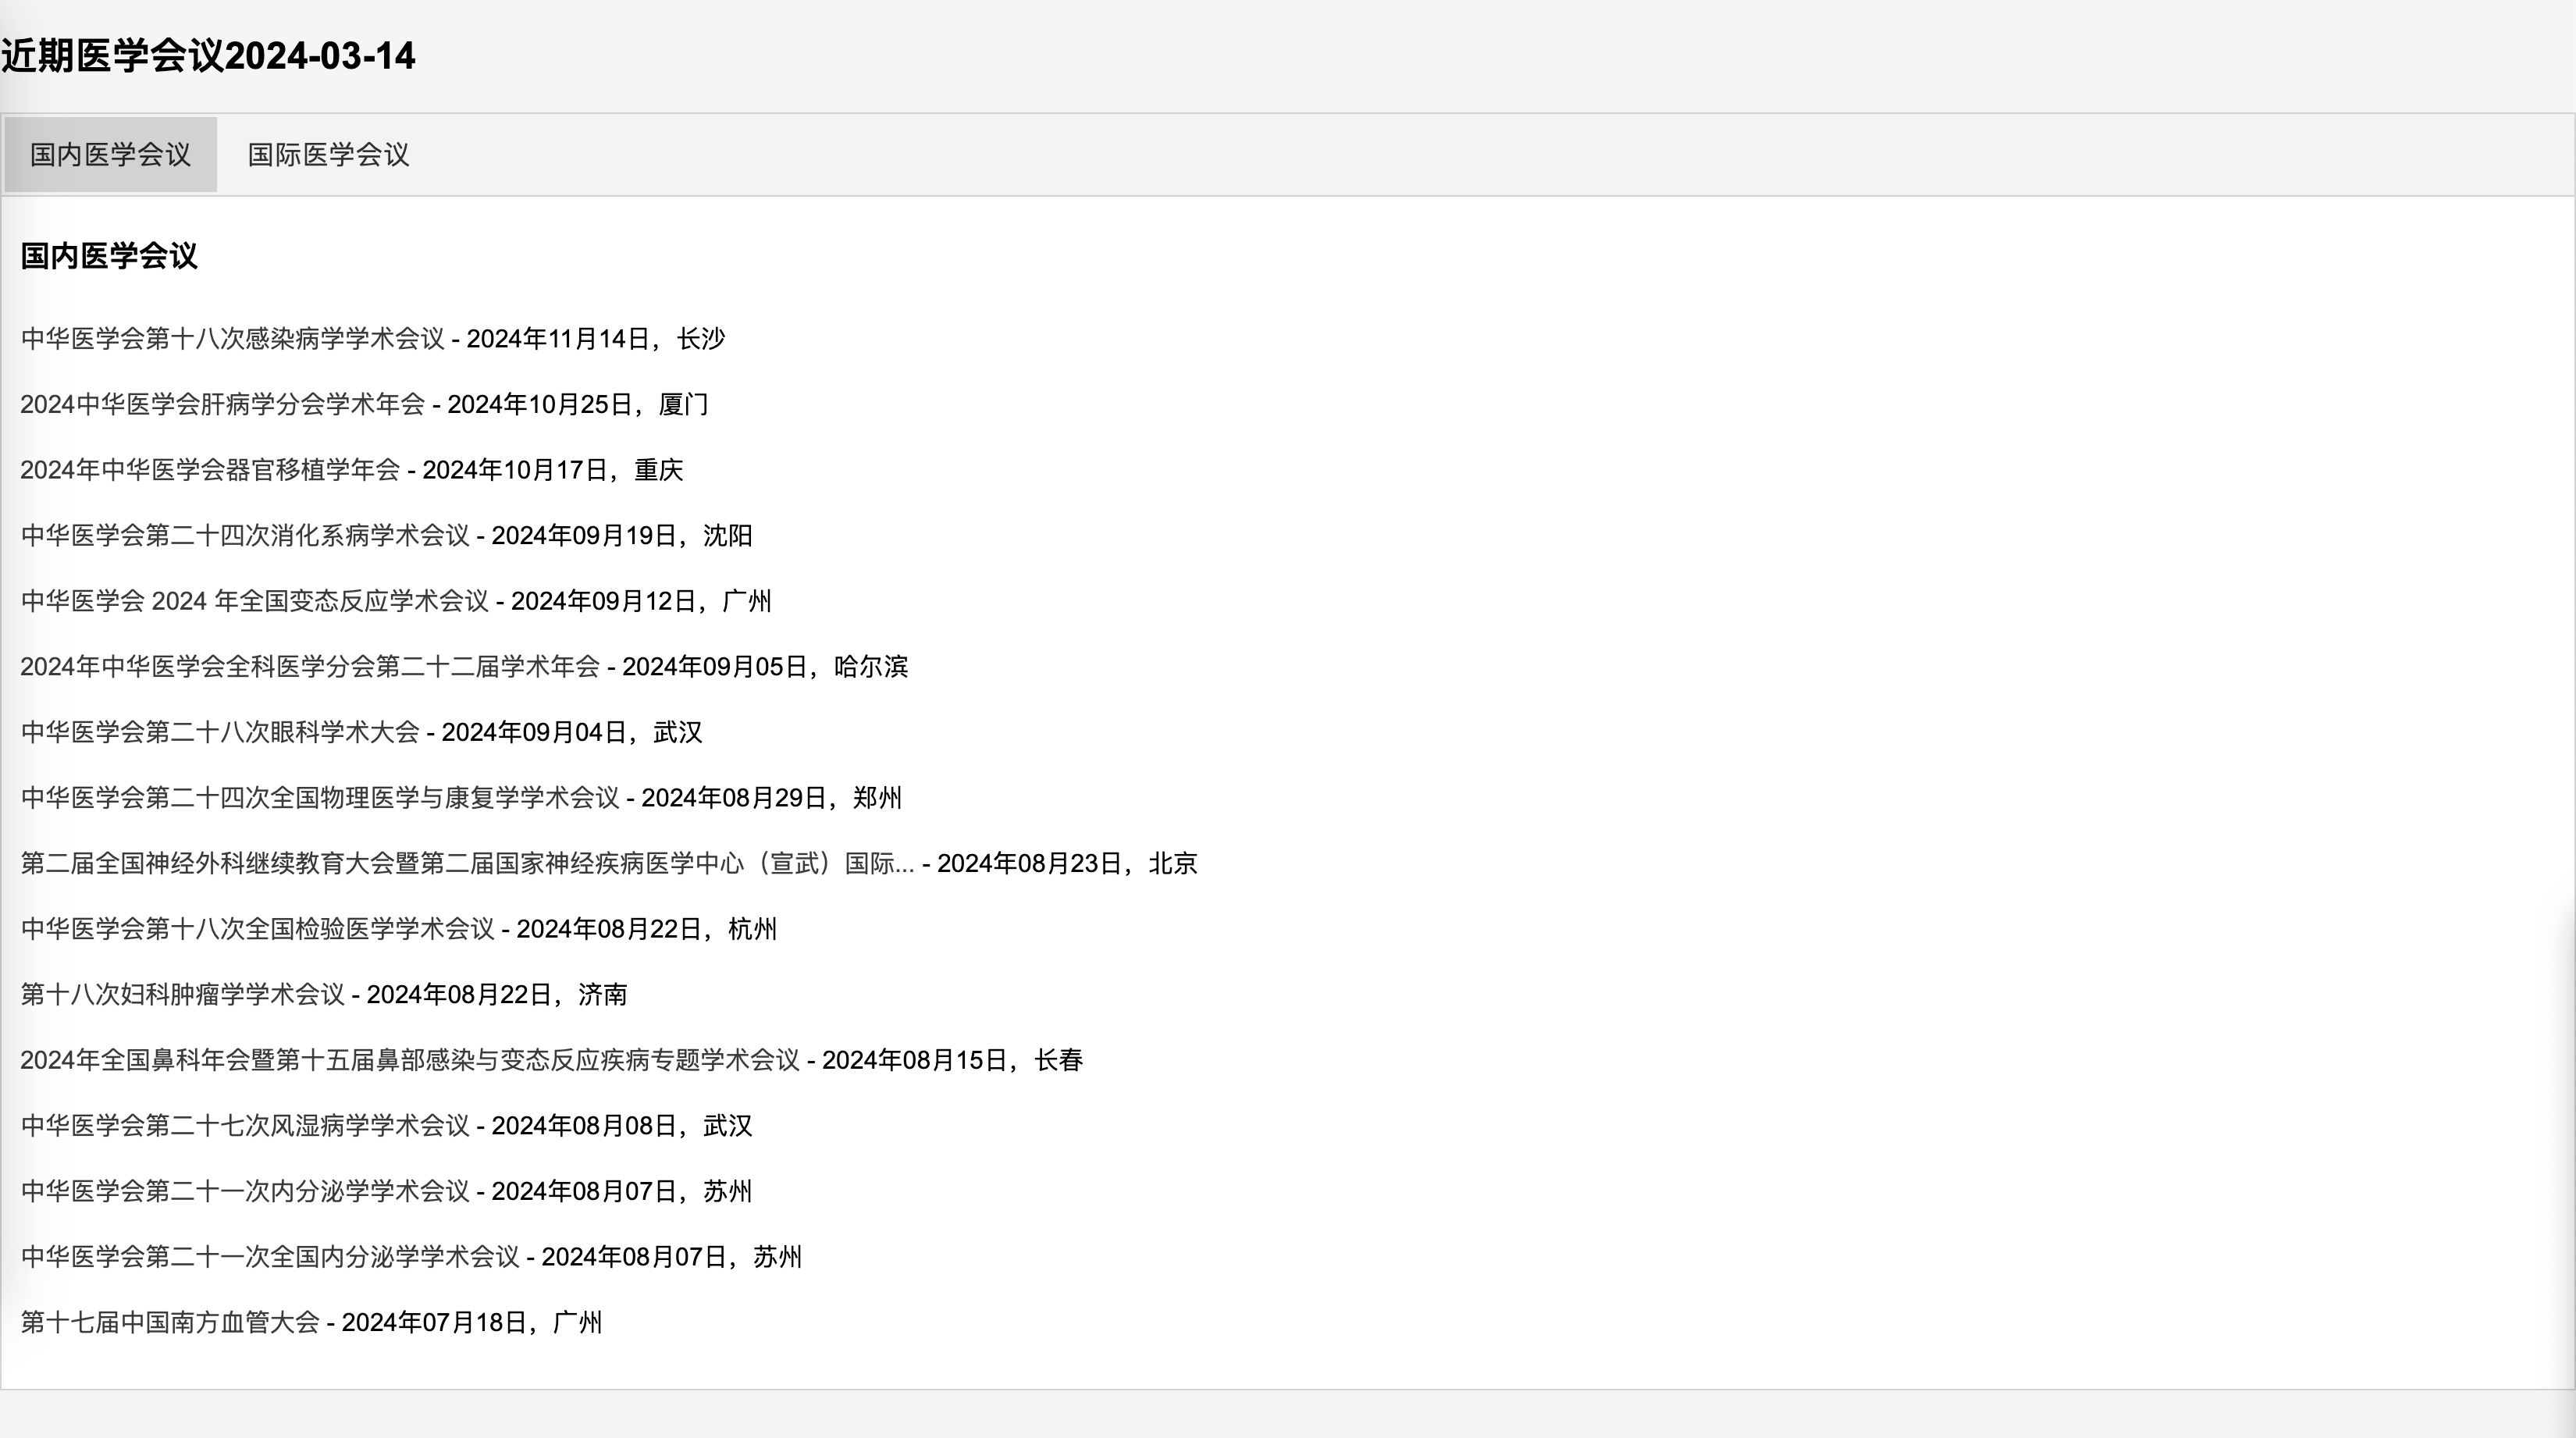 近期医学会议2024-03-14
国内医学会议 国际医学会议
国内医学会议
中华医学会第十八次感染病学学术会议 - 2024年11月14日，长沙
2024中华医学会肝病学分会学术年会 - 2024年10月25日，厦门
2024年中华医学会器官移植学年会 - 2024年10月17日，重庆
中华医学会第二十四次消化系病学术会议 - 2024年09月19日，沈阳
中华医学会 2024 年全国变态反应学术会议 - 2024年09月12日，广州
2024年中华医学会全科医学分会第二十二届学术年会 - 2024年09月05日，哈尔滨
中华医学会第二十八次眼科学术大会 - 2024年09月04日，武汉
中华医学会第二十四次全国物理医学与康复学学术会议 - 2024年08月29日，郑州
第二届全国神经外科继续教育大会暨第二届国家神经疾病医学中心（宣武）国际... - 2024年08月23日，北京
中华医学会第十八次全国检验医学学术会议 - 2024年08月22日，杭州
第十八次妇科肿瘤学学术会议 - 2024年08月22日，济南
2024年全国鼻科年会暨第十五届鼻部感染与变态反应疾病专题学术会议 - 2024年08月15日，长春
中华医学会第二十七次风湿病学学术会议 - 2024年08月08日，武汉
中华医学会第二十一次内分泌学学术会议 - 2024年08月07日，苏州
中华医学会第二十一次全国内分泌学学术会议 - 2024年08月07日，苏州
第十七届中国南方血管大会 - 2024年07月18日，广州